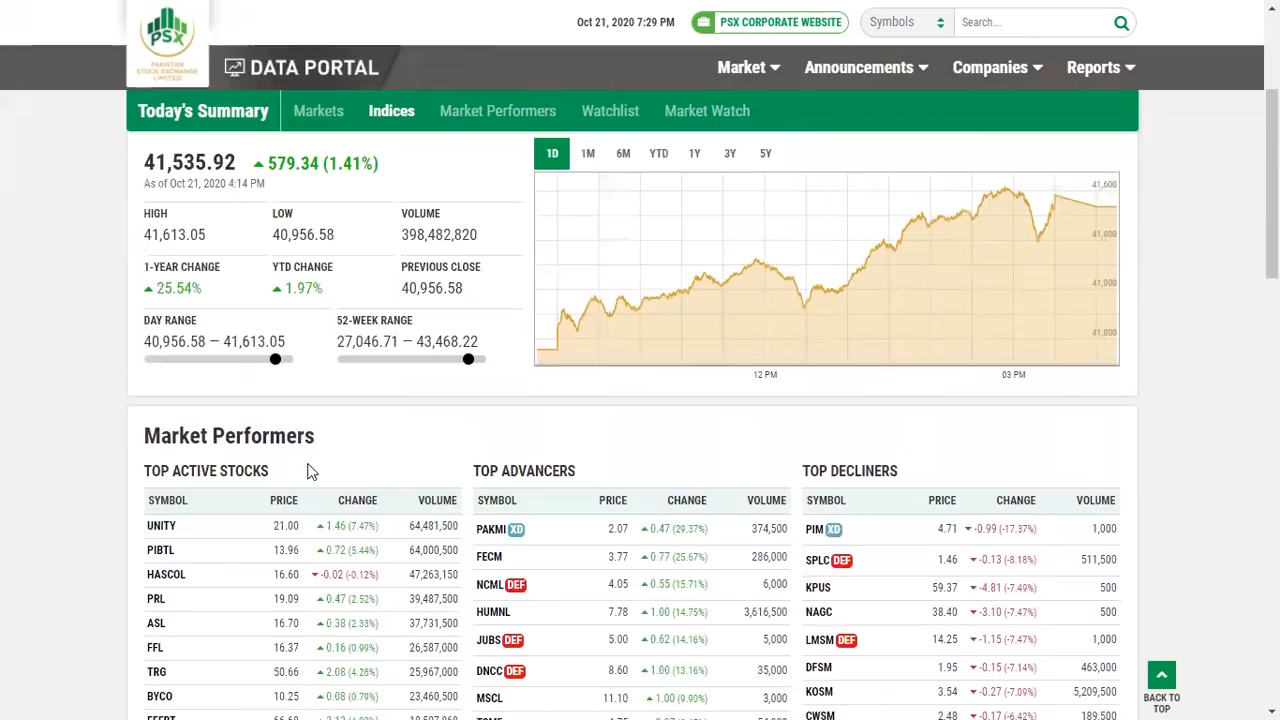 PSX
PAKISTAN
STOCK EXCHANGE
LIMITED
Oct 21, 2020 7:29 PM
PSX CORPORATE WEBSITE
Symbols
Search...
DATA PORTAL
Market
Announcements
Companies
Reports
Today's Summary
Markets
Indices
Market Performers
Watchlist
Market Watch
41,535.92
579.34 (1.41%)
As of Oct 21, 2020 4:14 PM
HIGH LOW VOLUME
41,613.05 40,956.58 398,482,820
1-YEAR CHANGE YTD CHANGE PREVIOUS CLOSE
25.54% 1.97% 40,956.58
DAY RANGE 52-WEEK RANGE
40,956.58 — 41,613.05 27,046.71 — 43,468.22
1D 1M 6M YTD 1Y 3Y 5Y
41,600
41,000
12 PM 03 PM
Market Performers
TOP ACTIVE STOCKS
SYMBOL PRICE CHANGE VOLUME
UNITY 21.00 1.46 (7.47%) 64,481,500
PIBTL 13.96 0.72 (5.44%) 64,000,500
HASCOL 16.60 -0.02 (-0.12%) 47,263,150
PRL 19.09 0.47 (2.52%) 39,487,500
ASL 16.70 0.38 (2.33%) 37,731,500
FFL 16.37 0.16 (0.99%) 26,587,000
TRG 50.66 2.08 (4.28%) 25,967,000
BYCO 10.25 0.08 (0.79%) 23,460,500
TOP ADVANCERS
SYMBOL PRICE CHANGE VOLUME
PAKMI XD 2.07 0.47 (29.37%) 374,500
FECM 3.77 0.77 (25.67%) 286,000
NCML DEF 4.05 0.55 (15.71%) 6,000
HUMNL 7.78 1.00 (14.75%) 3,616,500
JUBS DEF 5.00 0.62 (14.16%) 5,000
DNCC DEF 8.60 1.00 (13.16%) 35,000
MSCL 11.10 1.00 (9.90%) 3,000
TOP DECLINERS
SYMBOL PRICE CHANGE VOLUME
PIM XD 4.71 -0.99 (-17.37%) 1,000
SPLC DEF 1.46 -0.13 (-8.18%) 511,500
KPUS 59.37 -4.81 (-7.49%) 500
NAGC 38.40 -3.10 (-7.47%) 500
LMSM DEF 14.25 -1.15 (-7.47%) 1,000
DFSM 1.95 -0.15 (-7.14%) 463,000
KOSM 3.54 -0.27 (-7.09%) 5,209,500
CWSM 2.48 -0.17 (-6.42%) 189,500
BACK TO
TOP